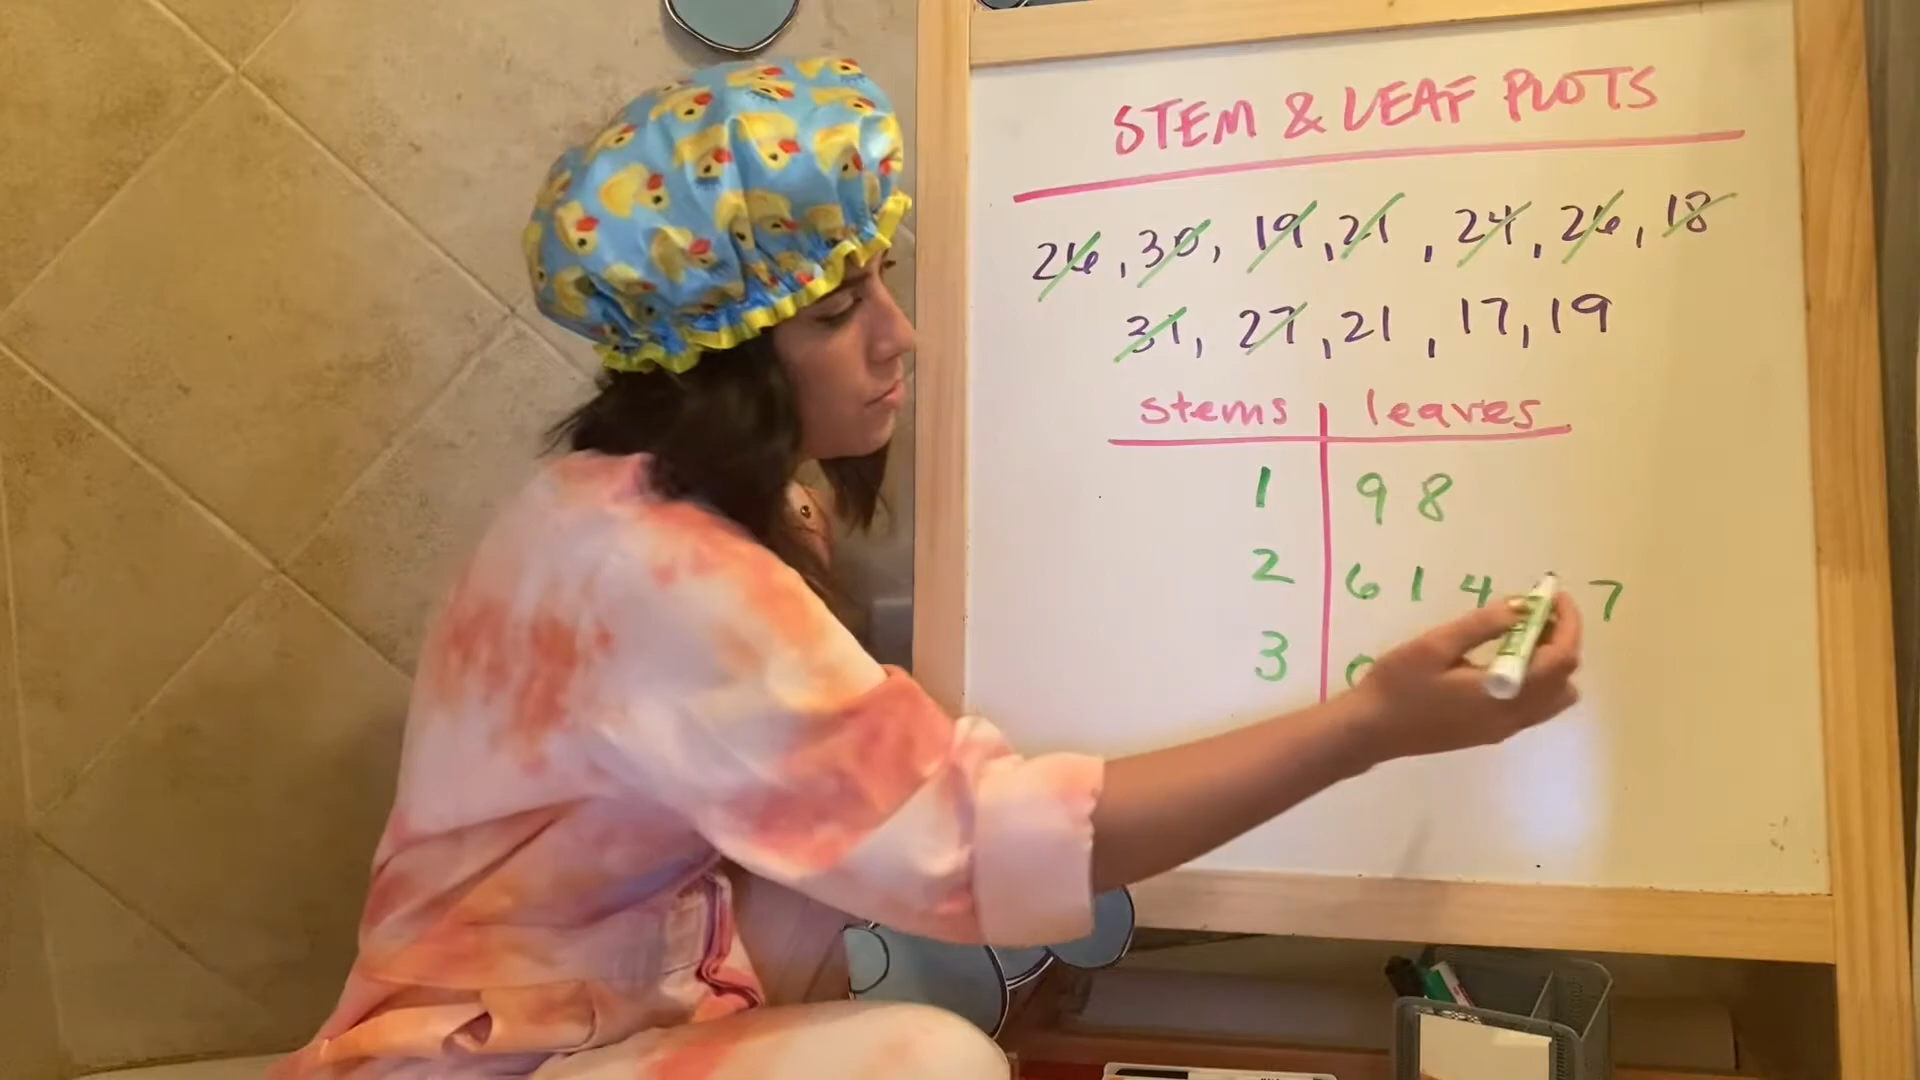 STEM & LEAF PLOTS
26, 30, 19, 21, 24, 26, 18
31, 27, 21, 17, 19
stems leaves
1 9 8
2 6 1 4 7
3 0